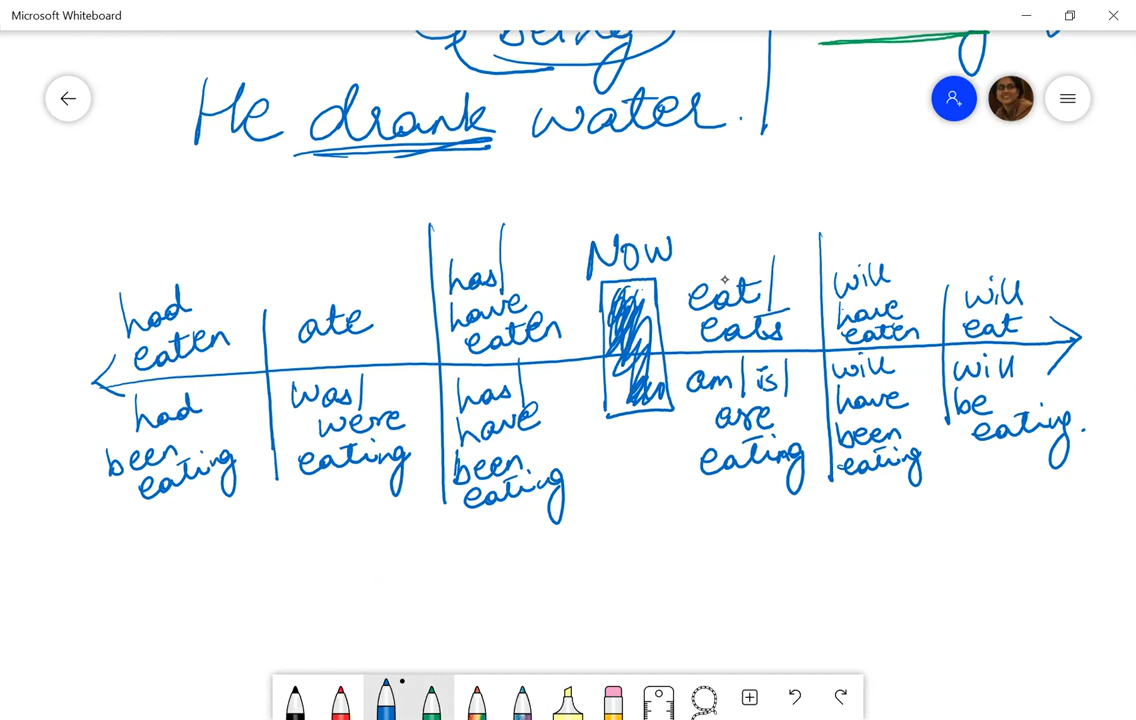 Microsoft Whiteboard
being
He drank water.
NOW
had
eaten
ate
has|
have
eaten
eat|
eats
will
have
eaten
will
eat
had
been
eating
was|
were
eating
has|
have
been
eating
am|is|
are
eating
will
have
been
eating
will
be
eating.